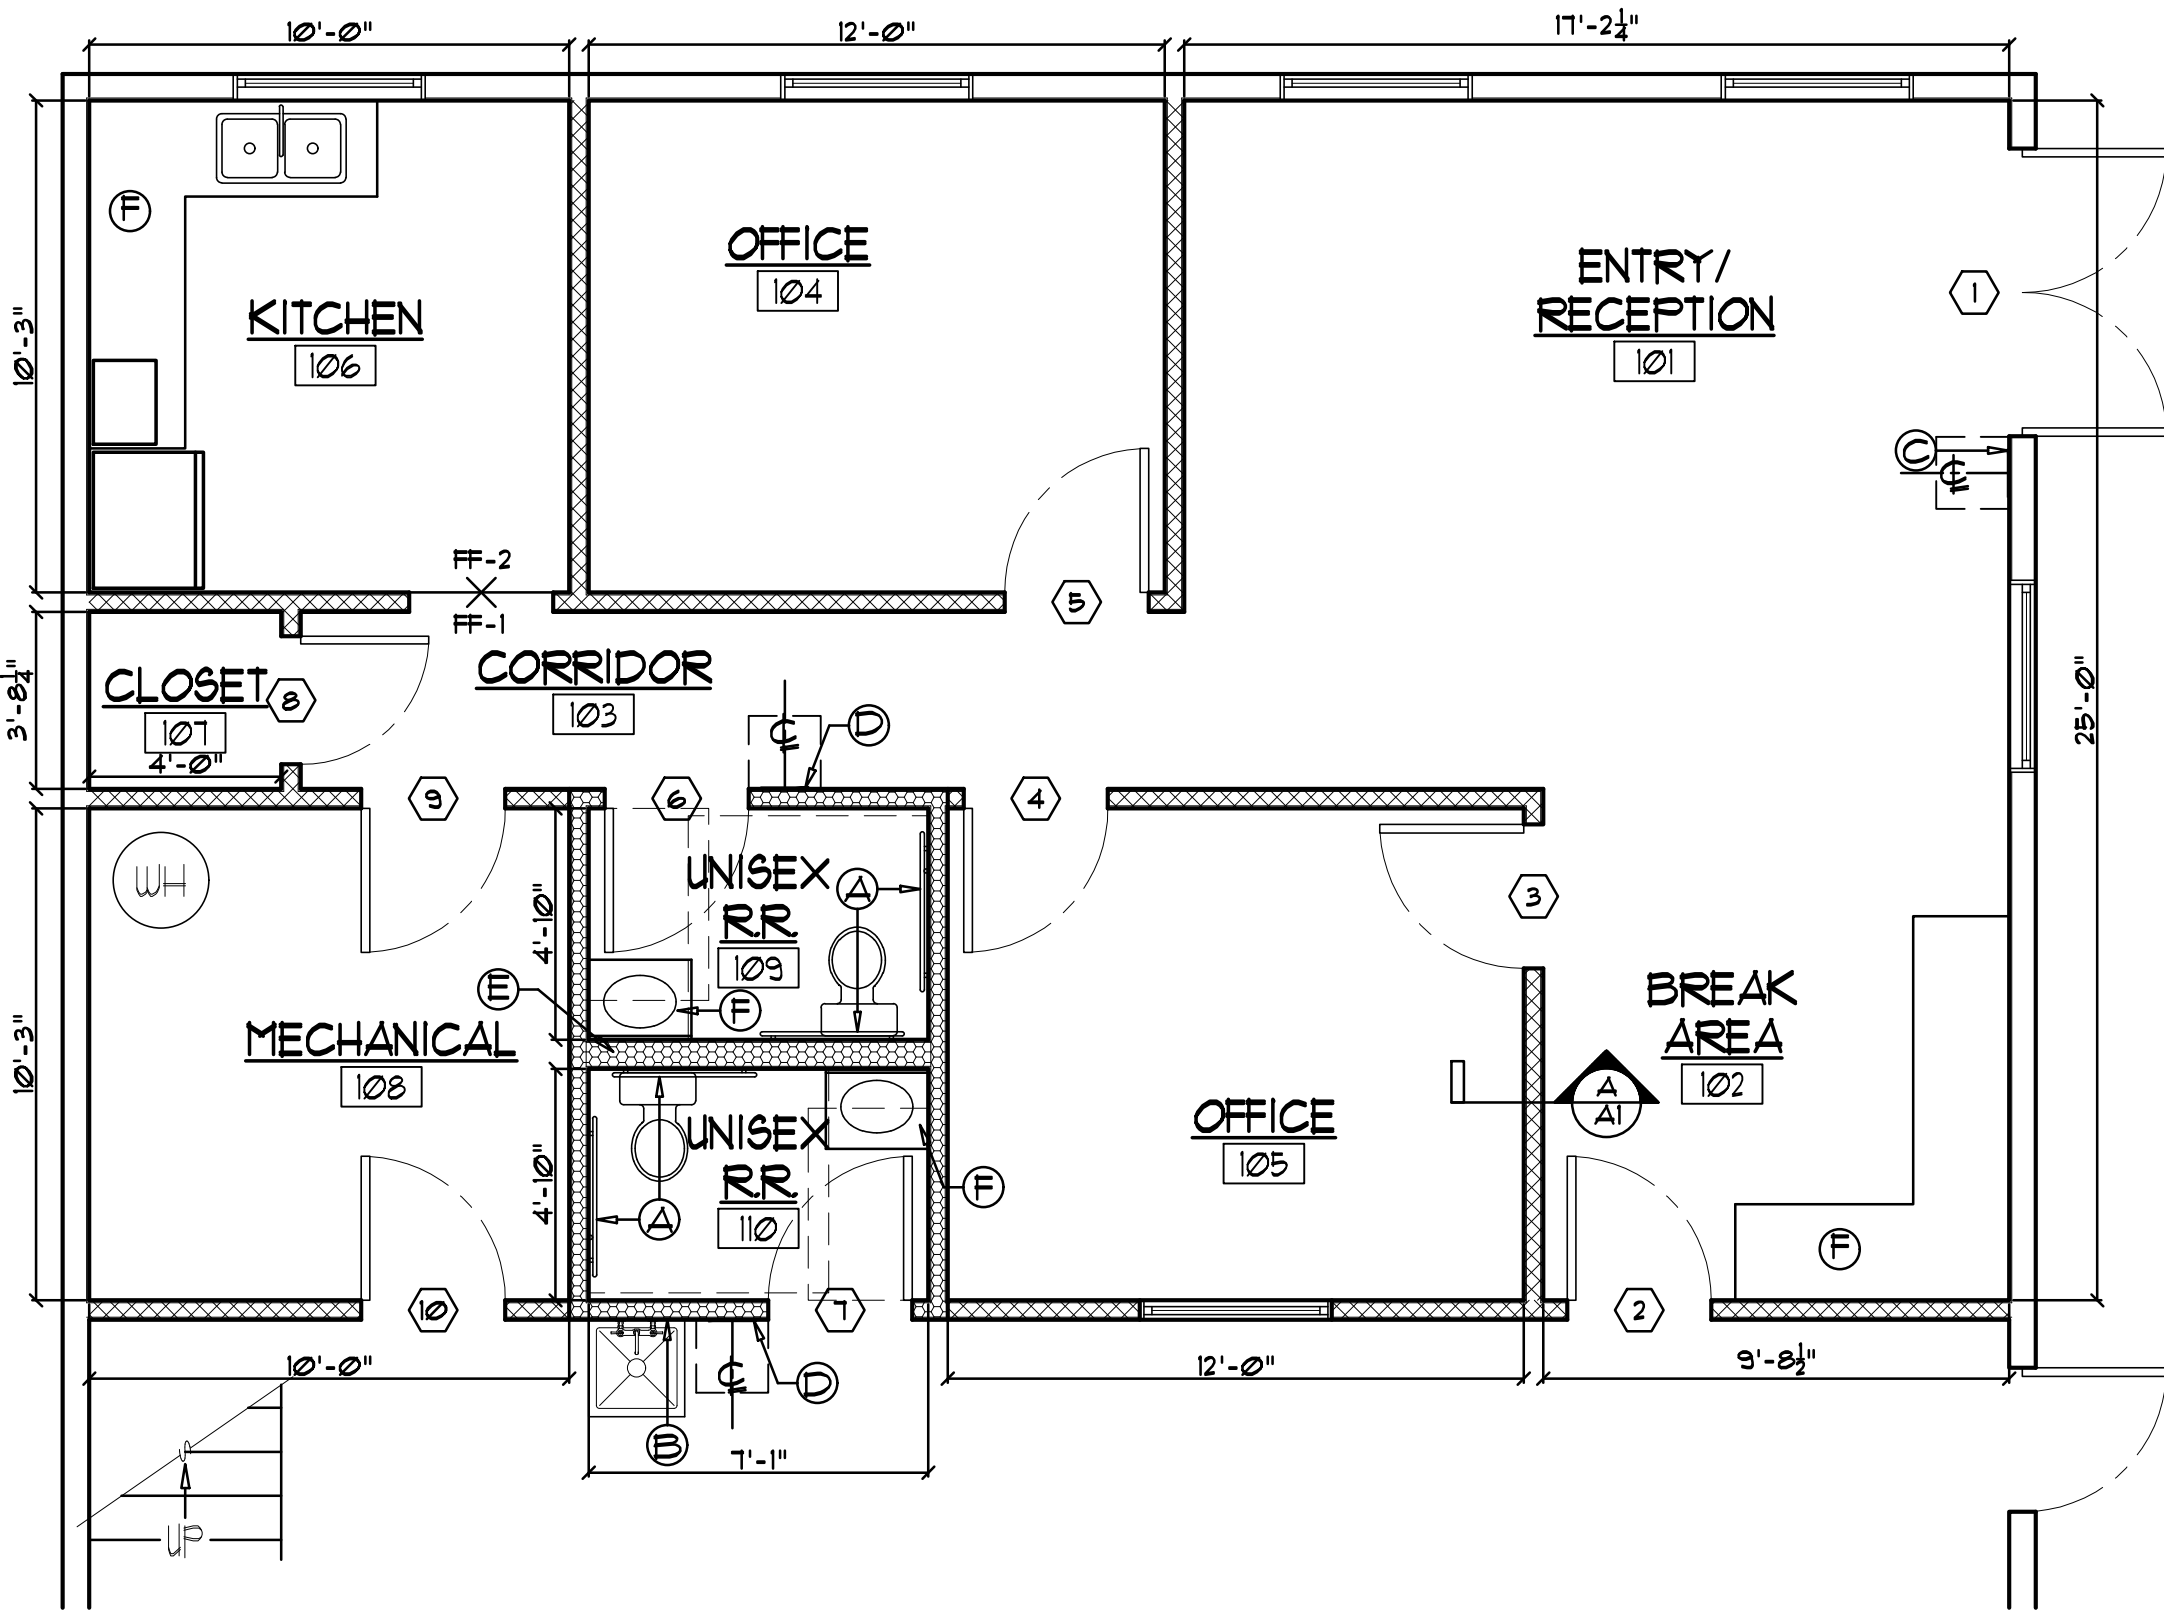 10'-0"
12'-0"
17'-2 1/4"
F
OFFICE
104
ENTRY/
RECEPTION
101
1
KITCHEN
106
10'-3"
C
℄
FF-2
FF-1
5
CLOSET
107
4'-0"
8
3'-8 1/4"
CORRIDOR
103
25'-0"
℄
D
9
6
4
WH
UNISEX
R.R.
109
A
3
4'-10"
E
F
MECHANICAL
108
10'-3"
BREAK
AREA
102
A
A1
UNISEX
R.R.
110
A
4'-10"
F
OFFICE
105
F
10
7
2
10'-0"
℄
D
12'-0"
9'-8 1/2"
B
7'-1"
UP